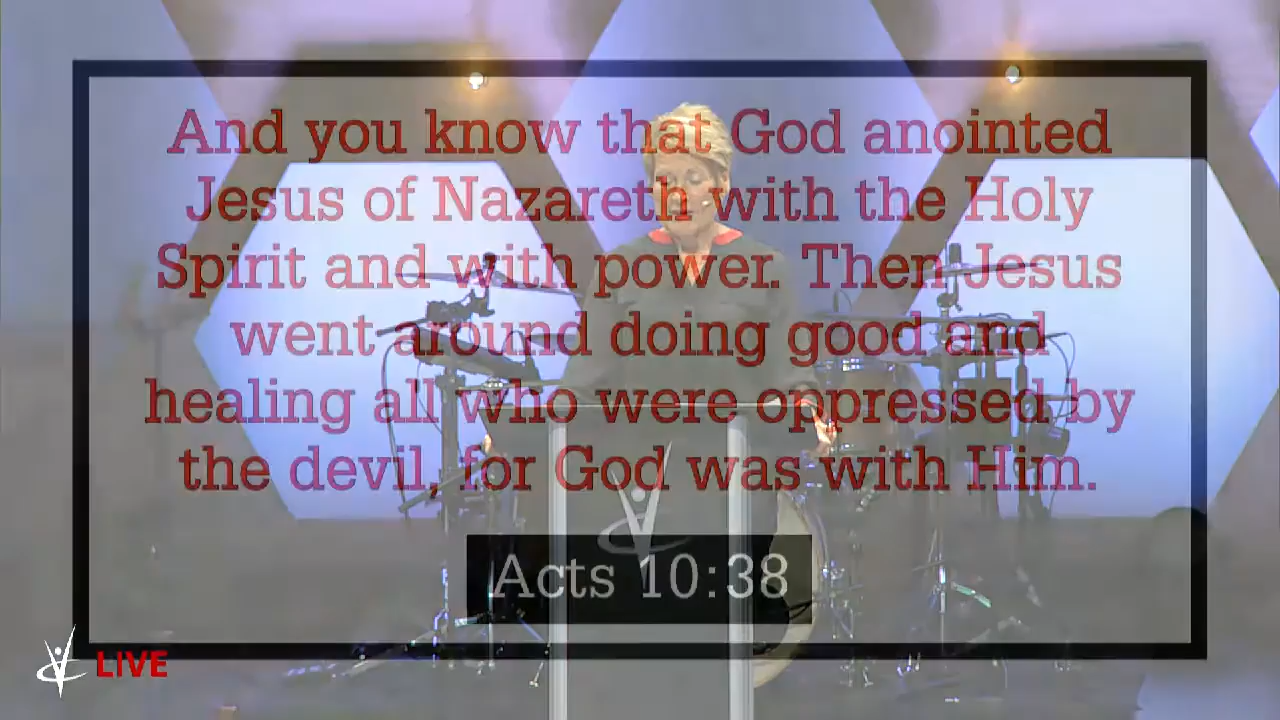 And you know that God anointed
Jesus of Nazareth with the Holy
Spirit and with power. Then Jesus
went around doing good and
healing all who were oppressed by
the devil, for God was with Him.
Acts 10:38
LIVE